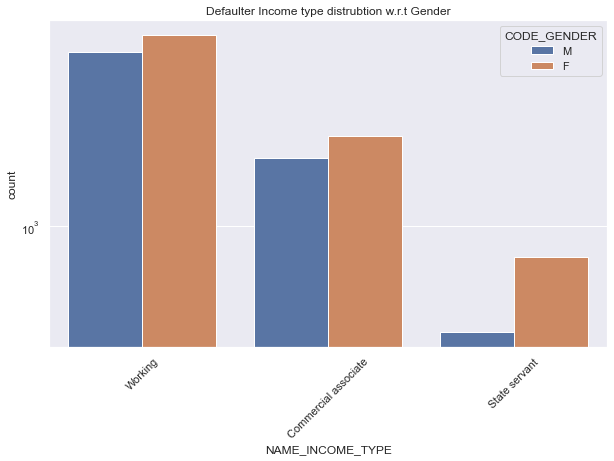 Defaulter Income type distrubtion w.r.t Gender
CODE_GENDER
M
F
count
10³
Working
Commercial associate
State servant
NAME_INCOME_TYPE